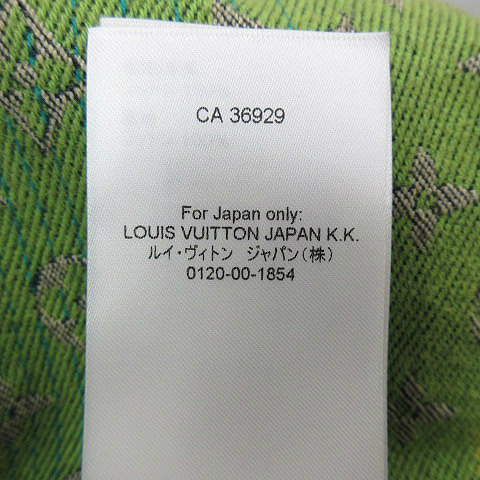 CA 36929
For Japan only:
LOUIS VUITTON JAPAN K.K.
ルイ・ヴィトン ジャパン(株)
0120-00-1854